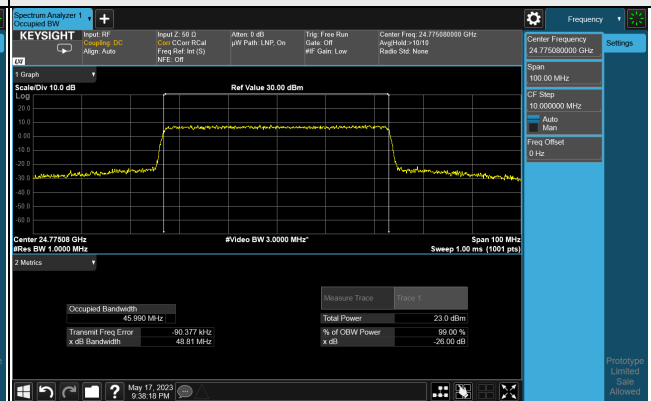 Spectrum Analyzer 1
Occupied BW
Frequency
KEYSIGHT
LXI
Input: RF
Coupling: DC
Align: Auto
Input Z: 50 Ω
Corr CCorr RCal
Freq Ref: Int (S)
NFE: Off
Atten: 0 dB
µW Path: LNP, On
Trig: Free Run
Gate: Off
#IF Gain: Low
Center Freq: 24.775080000 GHz
Avg|Hold:>10/10
Radio Std: None
Center Frequency
24.775080000 GHz
Settings
Span
100.00 MHz
CF Step
10.000000 MHz
Auto
Man
Freq Offset
0 Hz
1 Graph
Scale/Div 10.0 dB
Ref Value 30.00 dBm
Log
20.0
10.0
0.00
-10.0
-20.0
-30.0
-40.0
-50.0
-60.0
Center 24.77508 GHz
#Video BW 3.0000 MHz*
Span 100 MHz
#Res BW 1.0000 MHz
Sweep 1.00 ms (1001 pts)
2 Metrics
Measure Trace
Trace 1
Occupied Bandwidth
45.990 MHz
Total Power
23.0 dBm
Transmit Freq Error
-90.377 kHz
% of OBW Power
99.00 %
x dB Bandwidth
48.81 MHz
x dB
-26.00 dB
Prototype
Limited
Sale
Allowed
May 17, 2023
9:38:18 PM